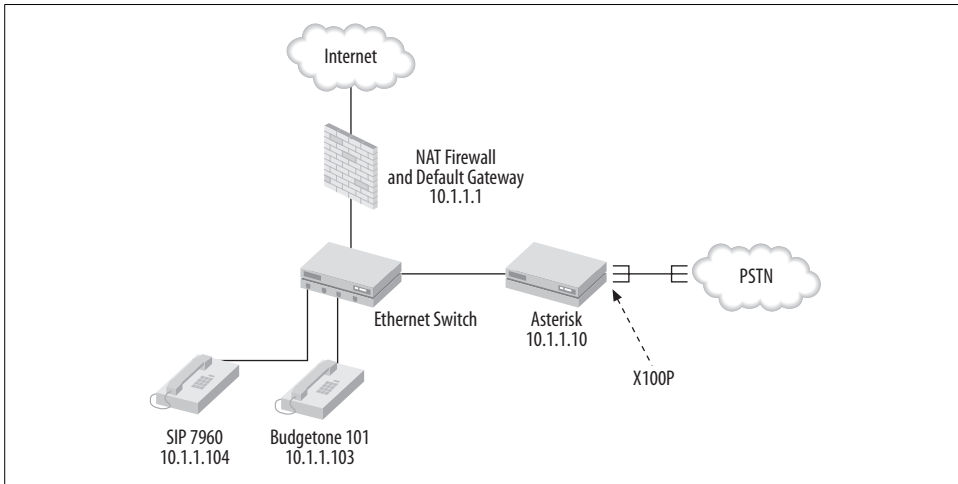 Internet
NAT Firewall
and Default Gateway
10.1.1.1
Ethernet Switch
Asterisk
10.1.1.10
PSTN
X100P
SIP 7960
10.1.1.104
Budgetone 101
10.1.1.103